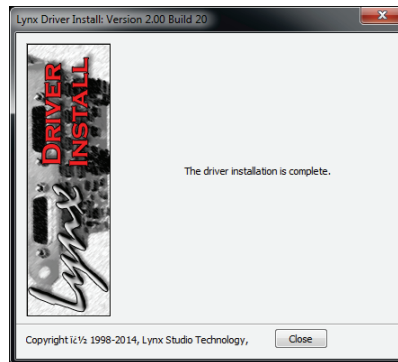 Lynx Driver Install: Version 2.00 Build 20
DRIVER
INSTALL
Lynx
The driver installation is complete.
Copyright ï¿½ 1998-2014, Lynx Studio Technology,
Close